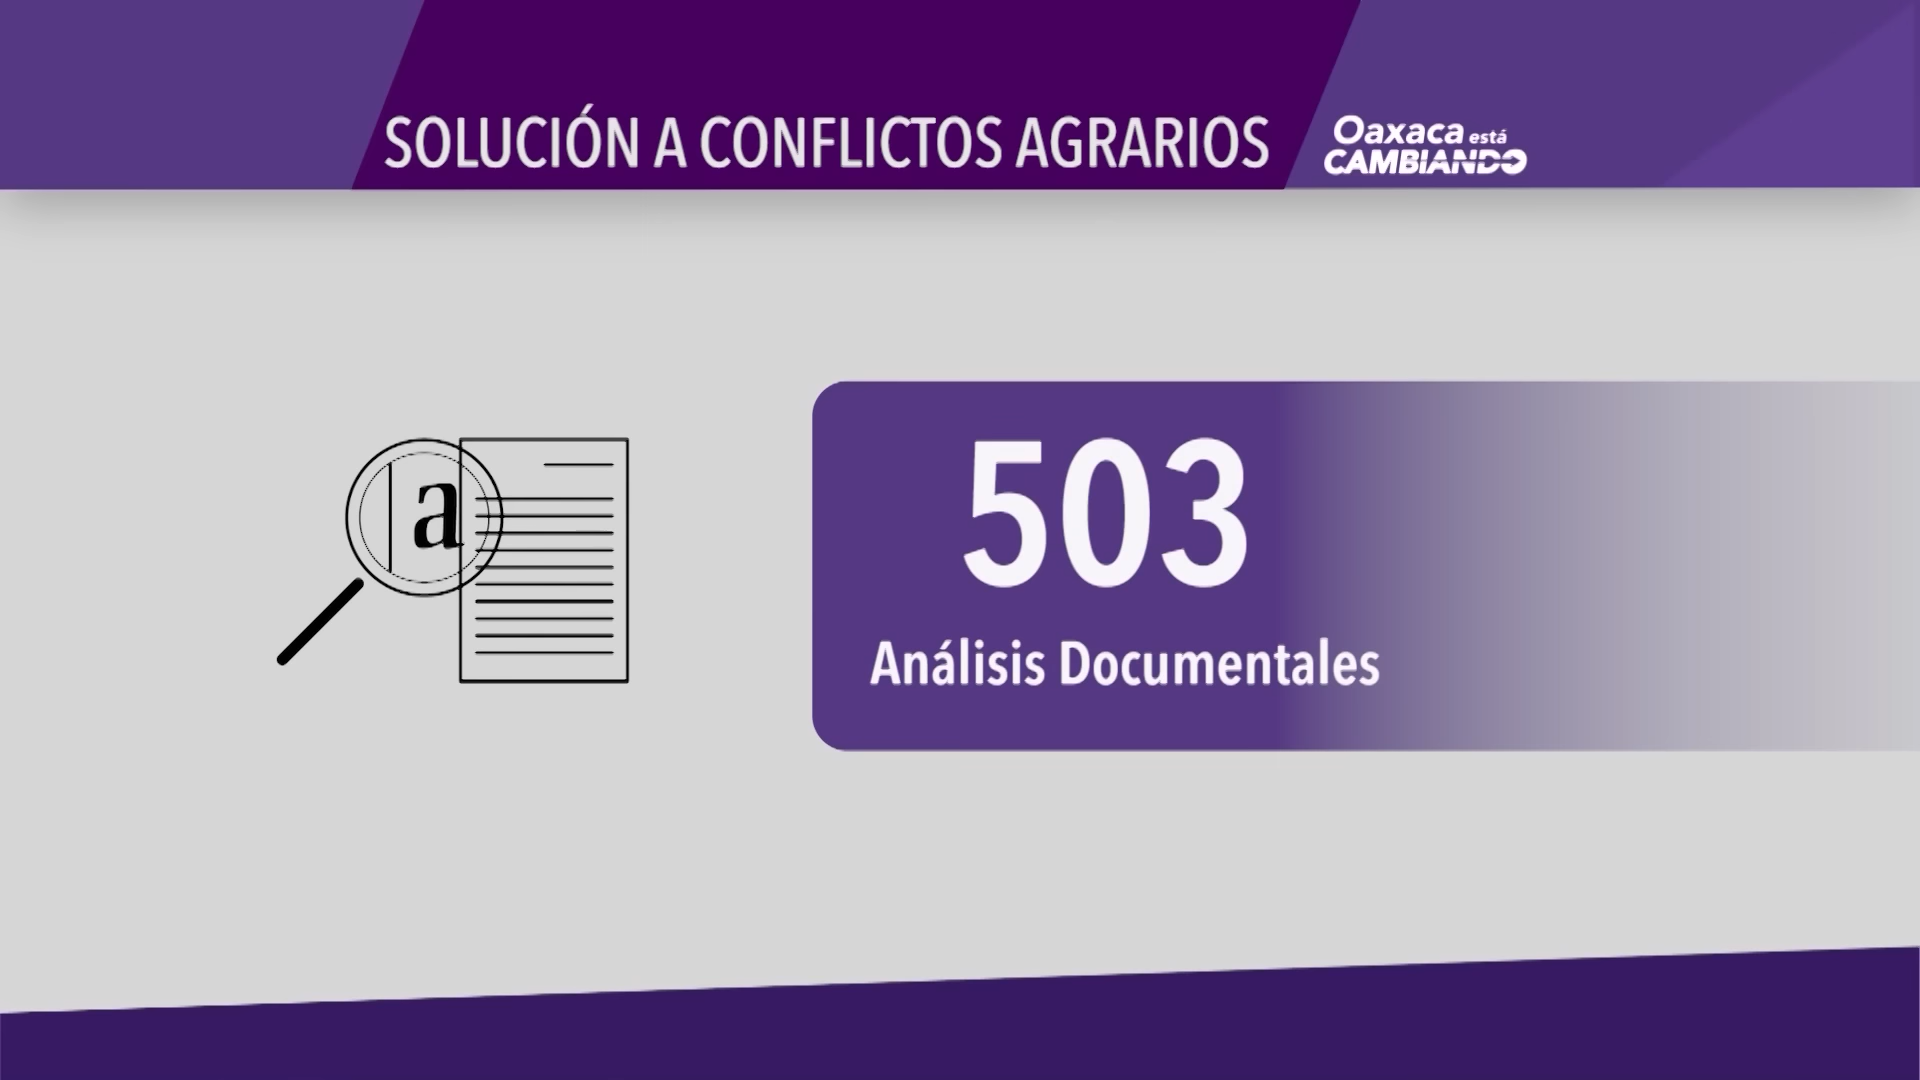 SOLUCIÓN A CONFLICTOS AGRARIOS
Oaxaca está
CAMBIANDO
a
503
Análisis Documentales